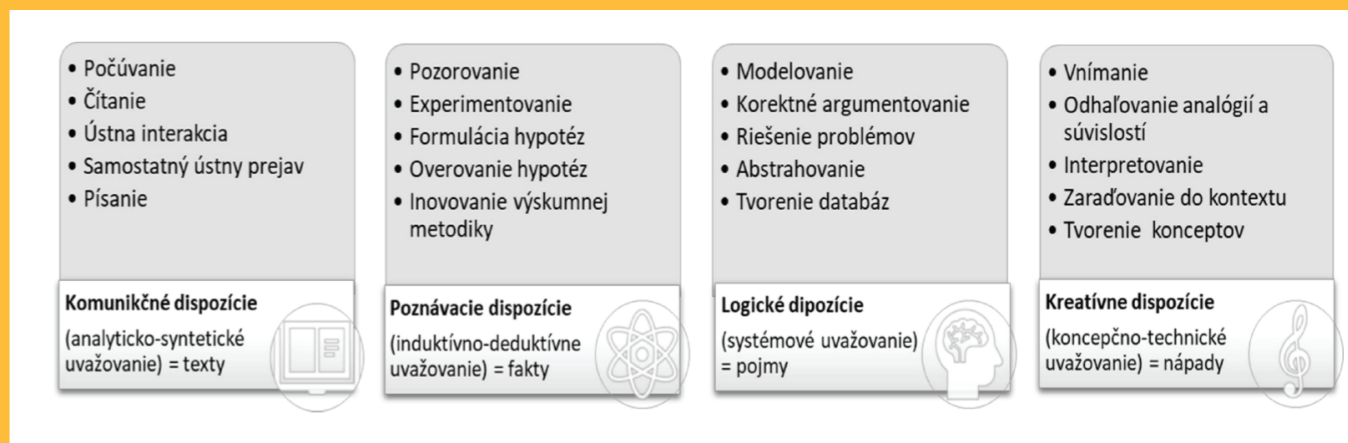 • Počúvanie
• Čítanie
• Ústna interakcia
• Samostatný ústny prejav
• Písanie
Komunikčné dispozície
(analyticko-syntetické
uvažovanie) = texty
• Pozorovanie
• Experimentovanie
• Formulácia hypotéz
• Overovanie hypotéz
• Inovovanie výskumnej
metodiky
Poznávacie dispozície
(induktívno-deduktívne
uvažovanie) = fakty
• Modelovanie
• Korektné argumentovanie
• Riešenie problémov
• Abstrahovanie
• Tvorenie databáz
Logické dipozície
(systémové uvažovanie)
= pojmy
• Vnímanie
• Odhaľovanie analógií a
súvislostí
• Interpretovanie
• Zaraďovanie do kontextu
• Tvorenie konceptov
Kreatívne dispozície
(koncepčno-technické
uvažovanie) = nápady